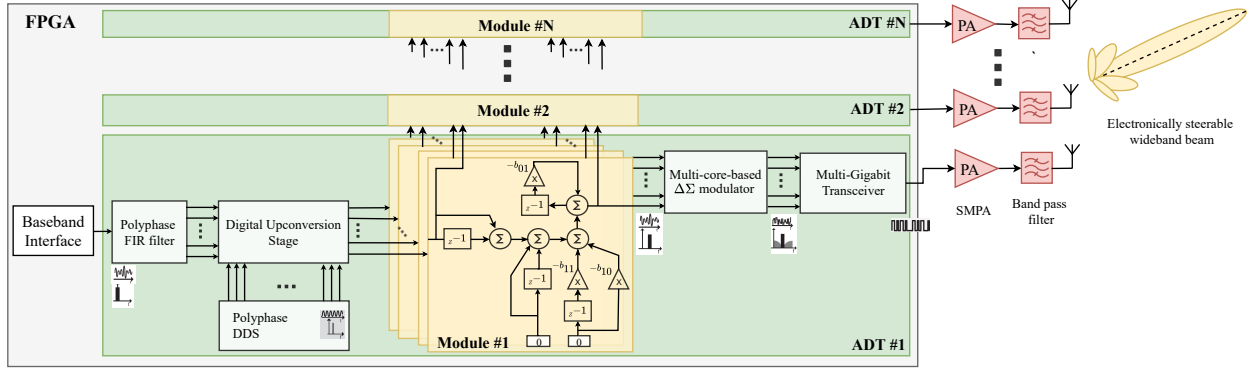 FPGA
Module #N
ADT #N
PA
Module #2
ADT #2
PA
Electronically steerable
wideband beam
Baseband
Interface
Polyphase
FIR filter
Digital Upconversion
Stage
Polyphase
DDS
−b01
X
z−1
Σ
z−1
Σ
Σ
Σ
−b11
−b10
z−1
X
X
z−1
0
0
Module #1
Multi-core-based
ΔΣ modulator
Multi-Gigabit
Transceiver
ADT #1
PA
SMPA
Band pass
filter